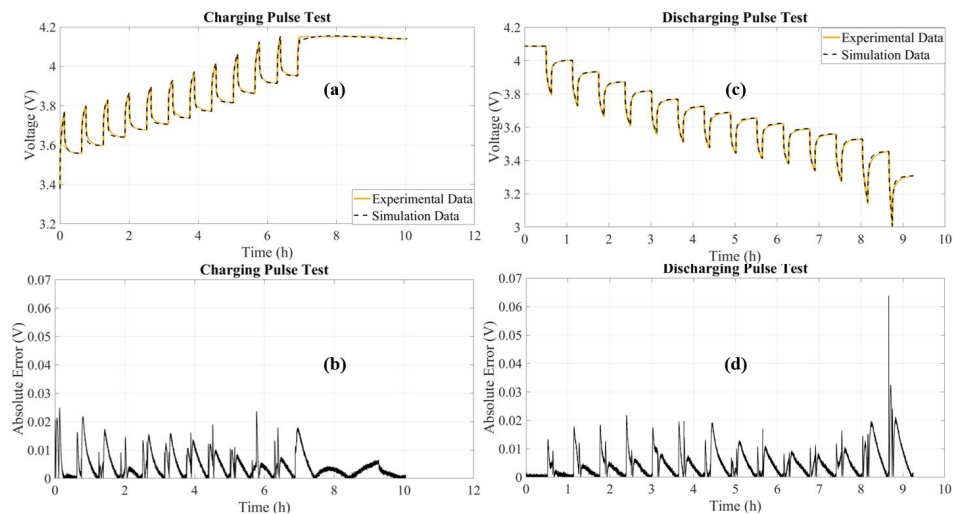 Charging Pulse Test
4.2
4
3.8
3.6
3.4
3.2
Voltage (V)
(a)
Experimental Data
Simulation Data
0 2 4 6 8 10 12
Time (h)
Discharging Pulse Test
4.2
4
3.8
3.6
3.4
3.2
3
Voltage (V)
(c)
Experimental Data
Simulation Data
0 1 2 3 4 5 6 7 8 9 10
Time (h)
Charging Pulse Test
0.07
0.06
0.05
0.04
0.03
0.02
0.01
0
Absolute Error (V)
(b)
0 2 4 6 8 10 12
Time (h)
Discharging Pulse Test
0.07
0.06
0.05
0.04
0.03
0.02
0.01
0
Absolute Error (V)
(d)
0 1 2 3 4 5 6 7 8 9 10
Time (h)